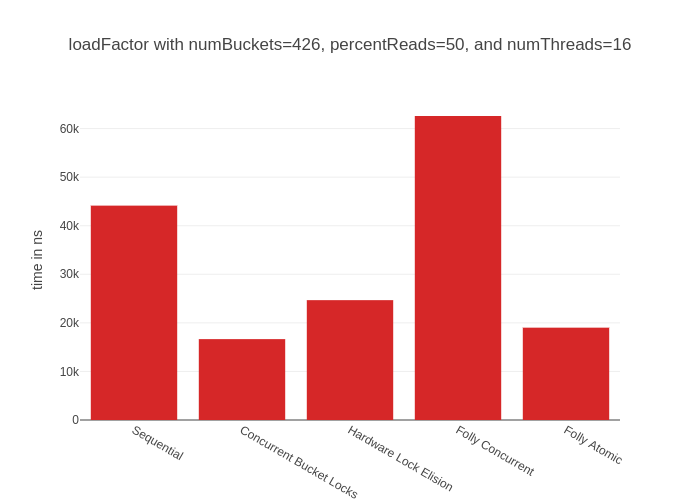 loadFactor with numBuckets=426, percentReads=50, and numThreads=16
60k
50k
40k
30k
20k
10k
0
time in ns
Sequential
Concurrent Bucket Locks
Hardware Lock Elision
Folly Concurrent
Folly Atomic